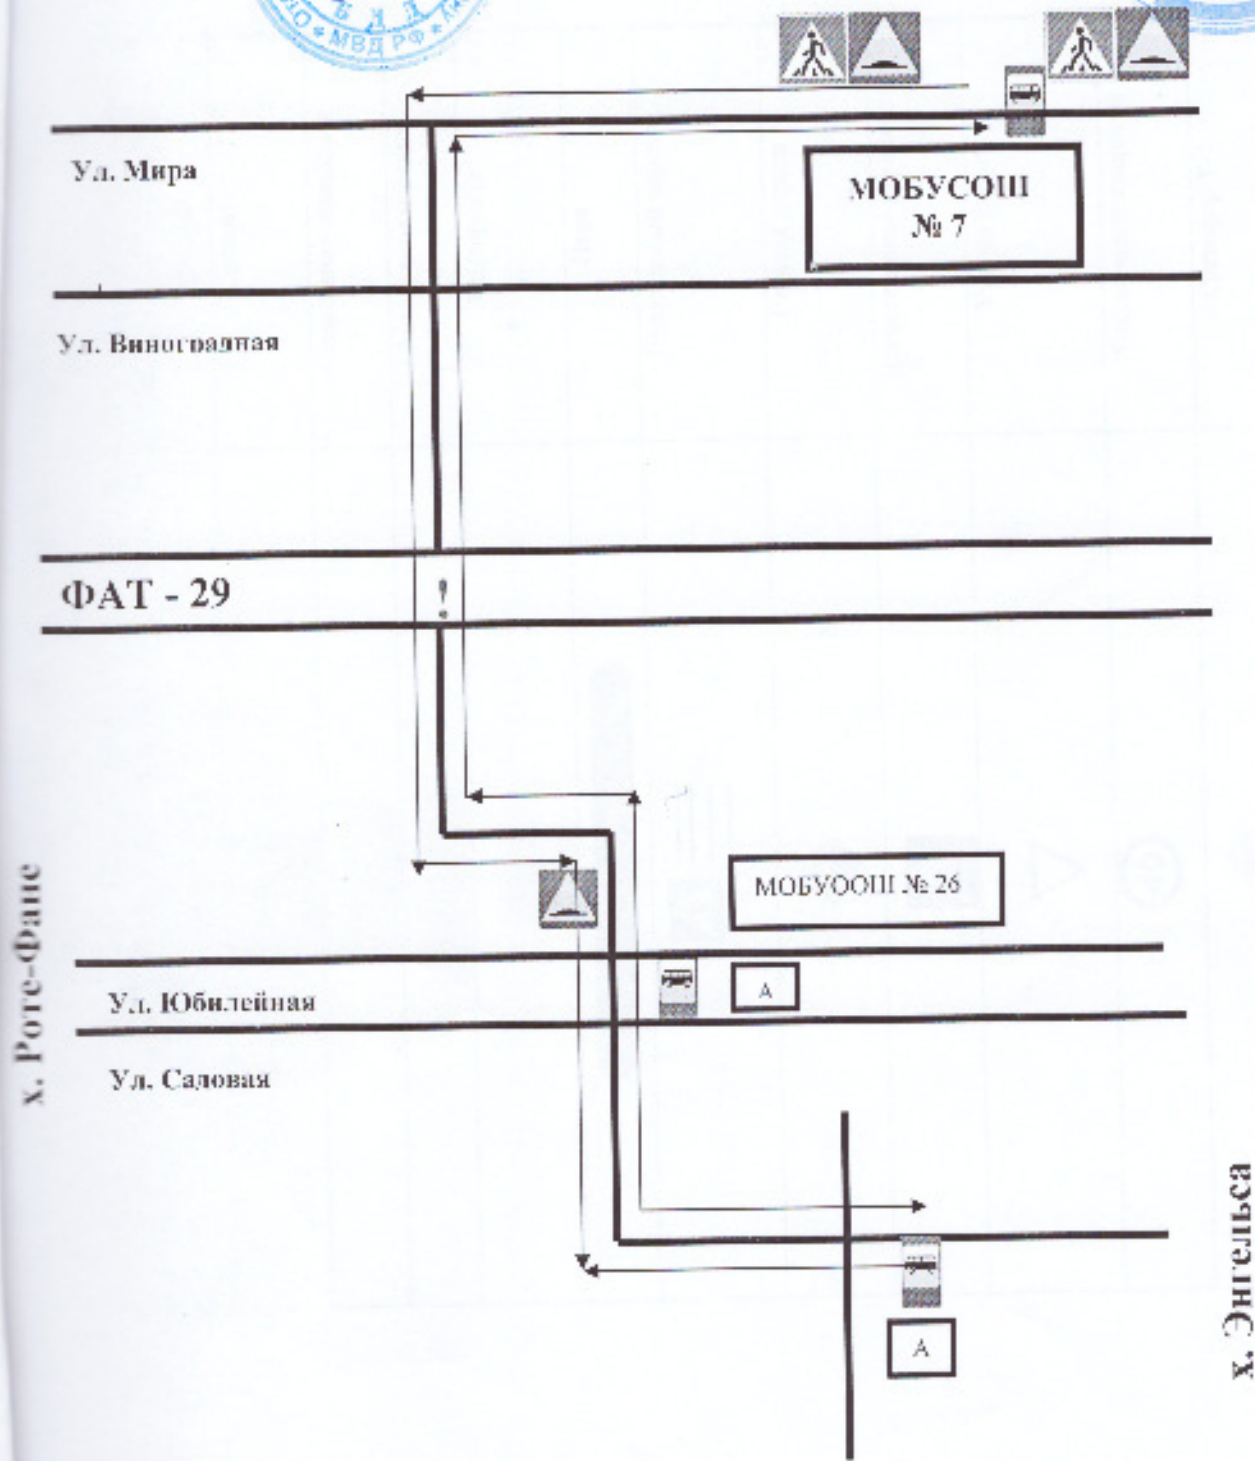 МВД РФ
Ул. Мира
МОБУСОШ
№ 7
Ул. Виноградная
ФАТ - 29
!
МОБУООШ № 26
Ул. Юбилейная
А
Ул. Садовая
А
х. Роте-Фане
х. Энгельса